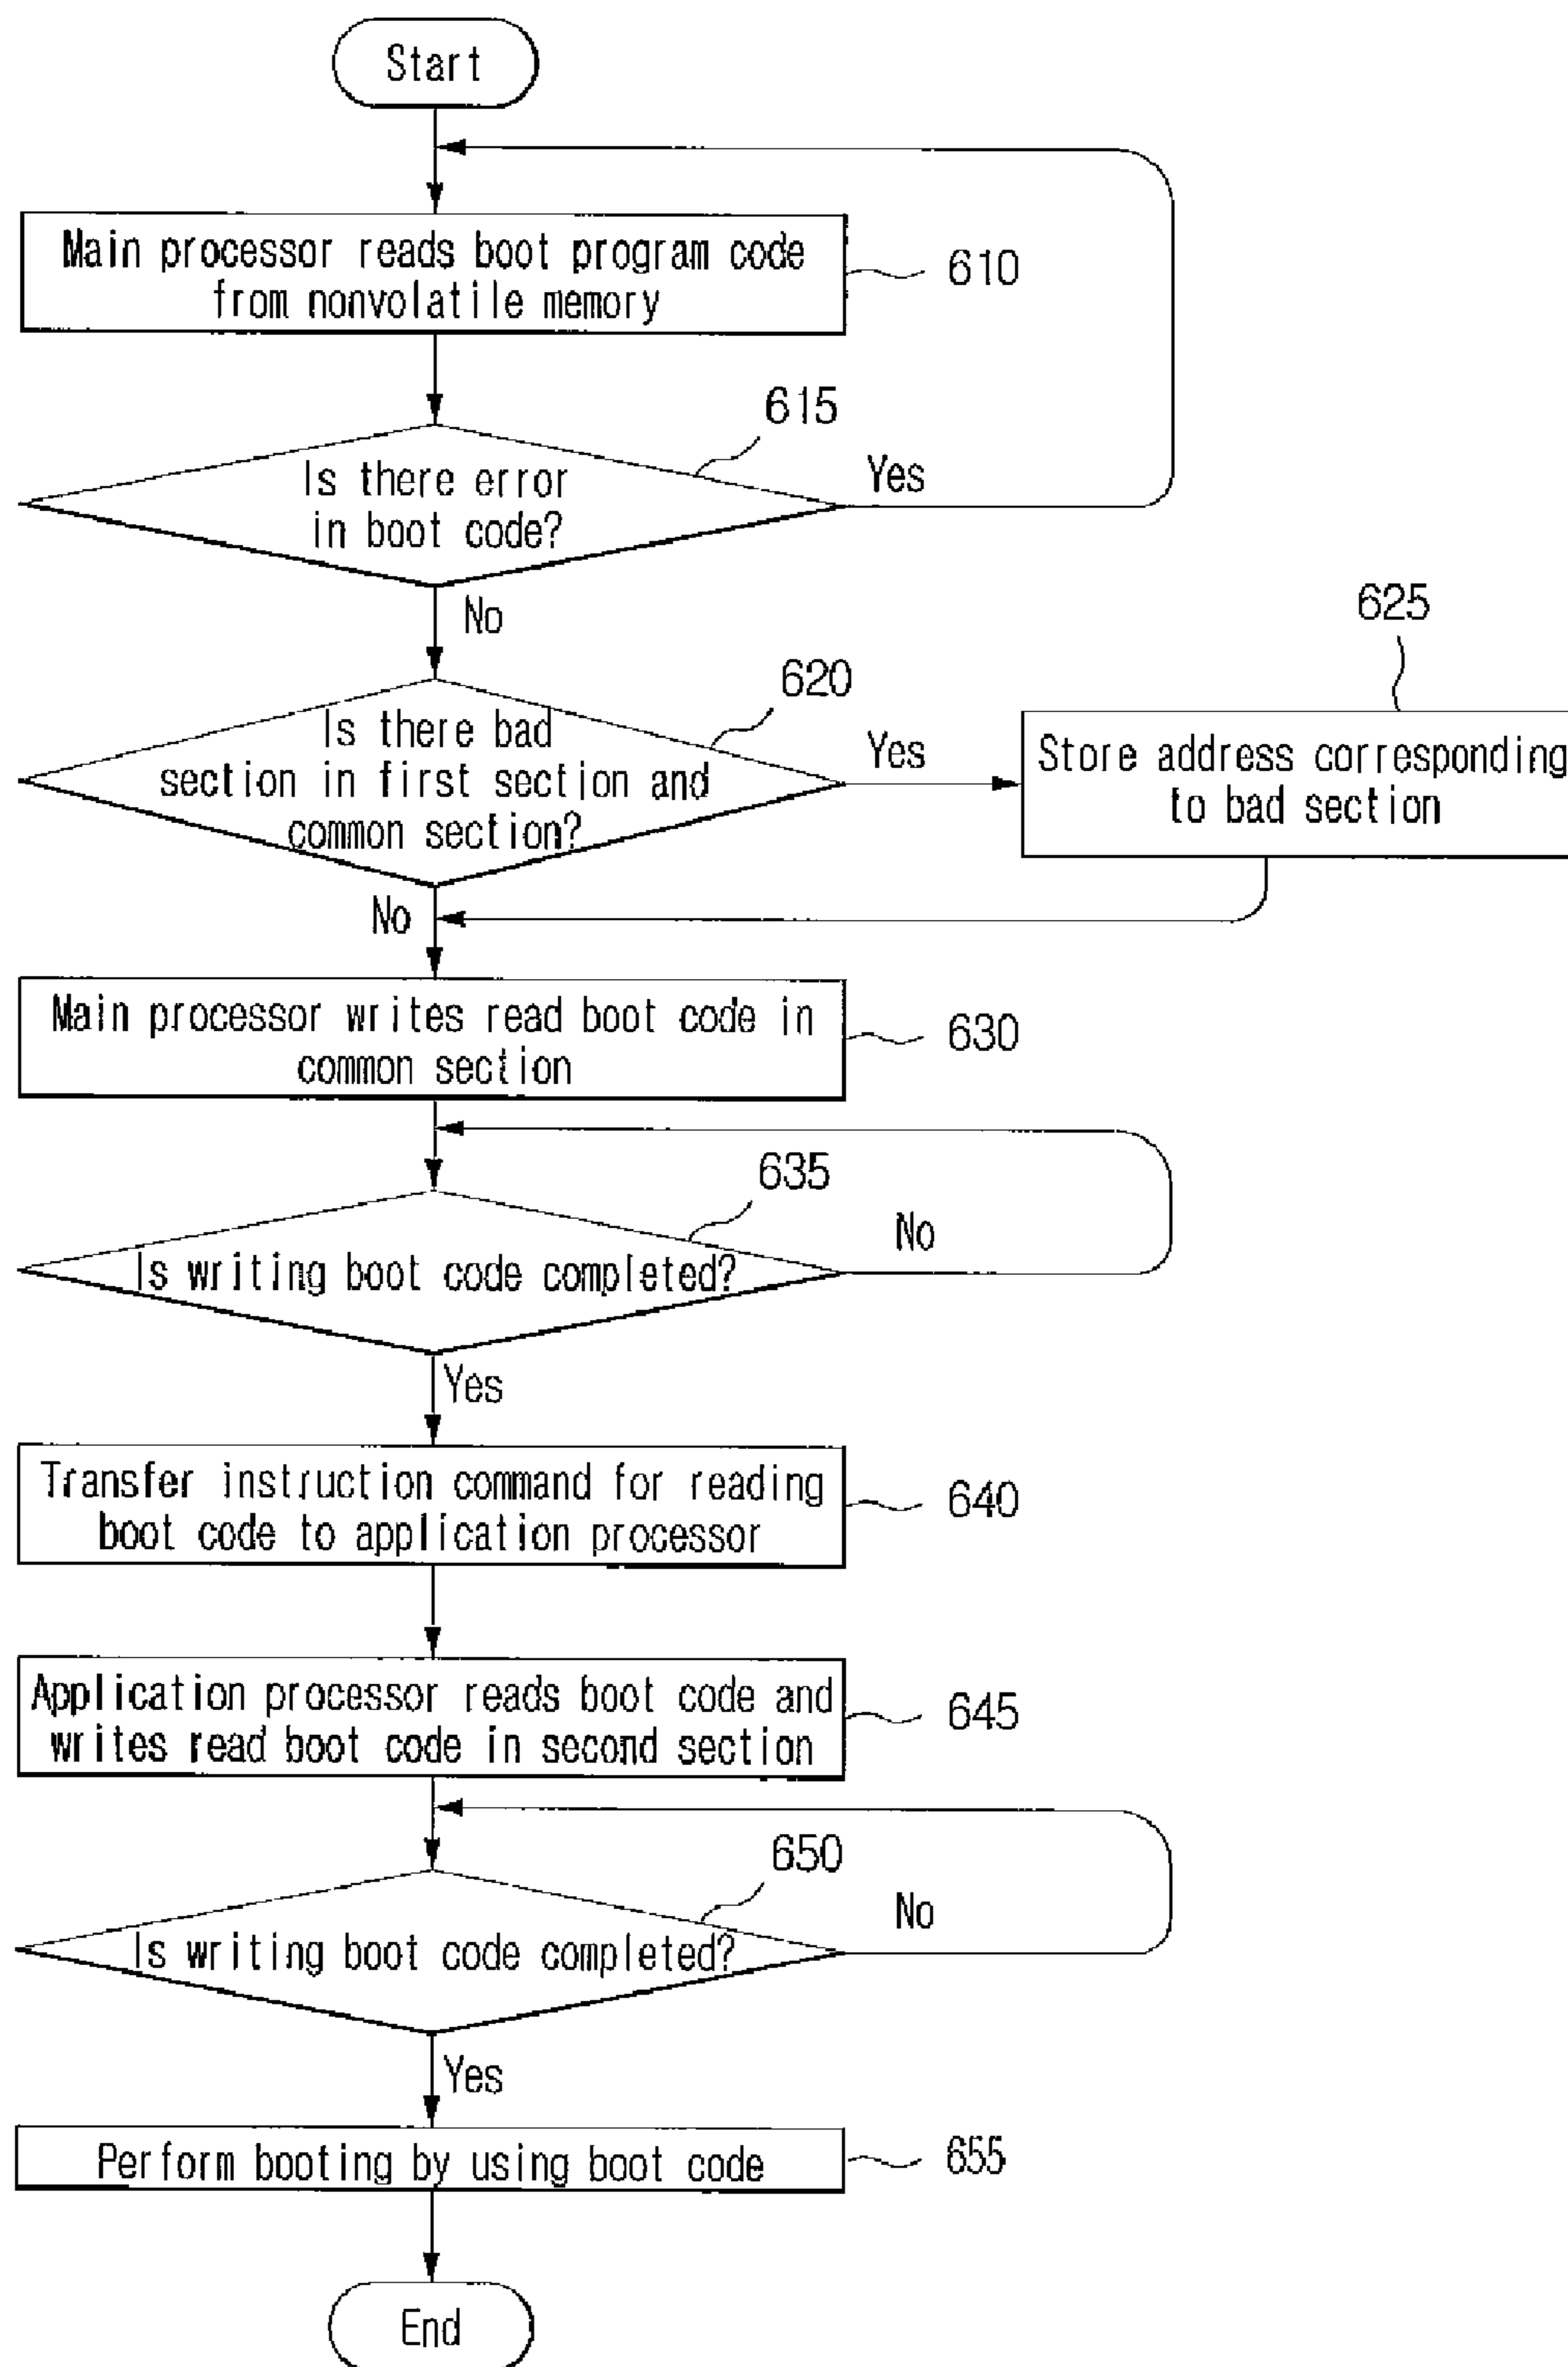 Start
Main processor reads boot program code
from nonvolatile memory
610
615
Is there error
in boot code?
Yes
No
625
620
Is there bad
section in first section and
common section?
Yes
Store address corresponding
to bad section
No
Main processor writes read boot code in
common section
630
635
No
Is writing boot code completed?
Yes
Transfer instruction command for reading
boot code to application processor
640
Application processor reads boot code and
writes read boot code in second section
645
650
No
Is writing boot code completed?
Yes
Perform booting by using boot code
655
End